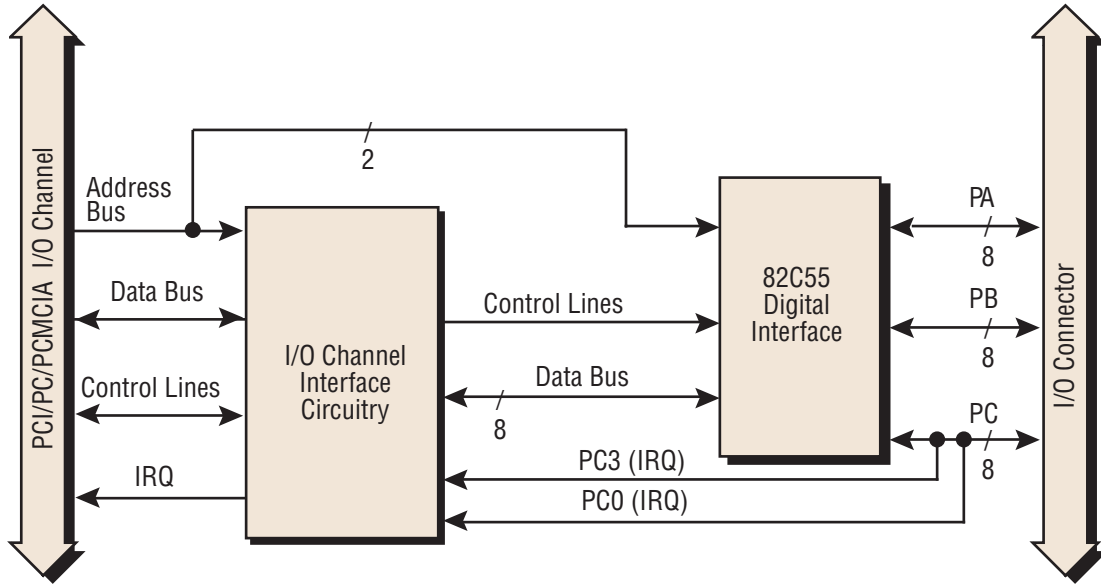 PCI/PC/PCMCIA I/O Channel
Address
Bus
2
Data Bus
Control Lines
IRQ
I/O Channel
Interface
Circuitry
Control Lines
Data Bus
8
PC3 (IRQ)
PC0 (IRQ)
82C55
Digital
Interface
PA
8
PB
8
PC
8
I/O Connector